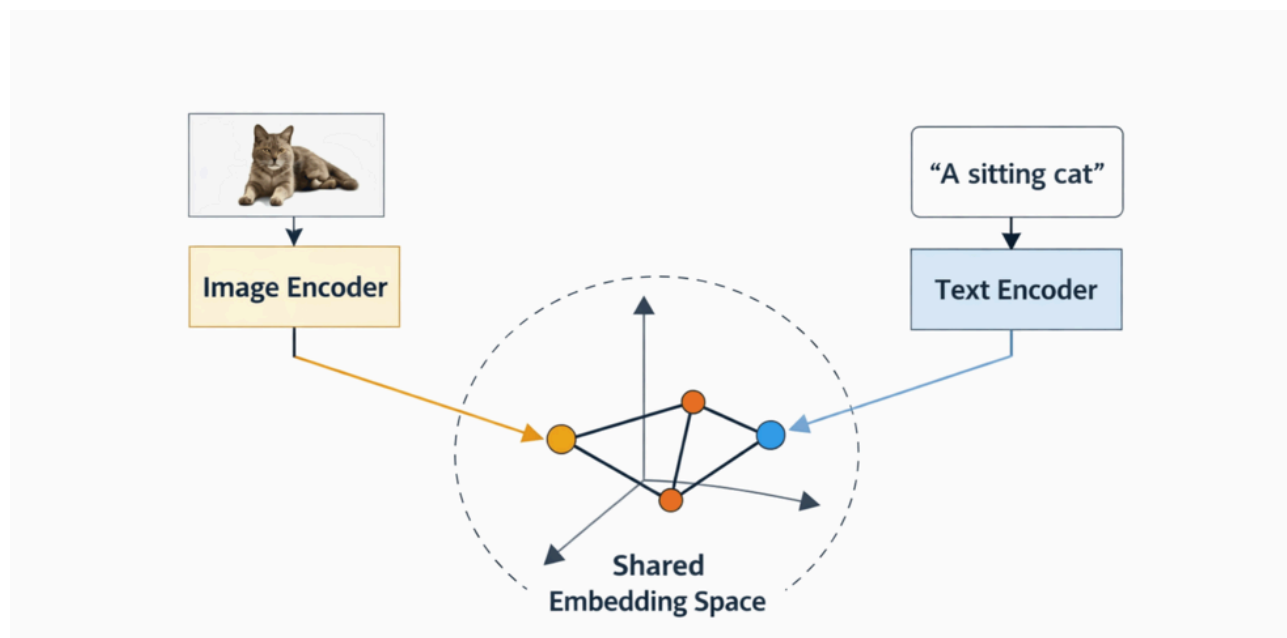 “A sitting cat”
Image Encoder
Text Encoder
Shared
Embedding Space